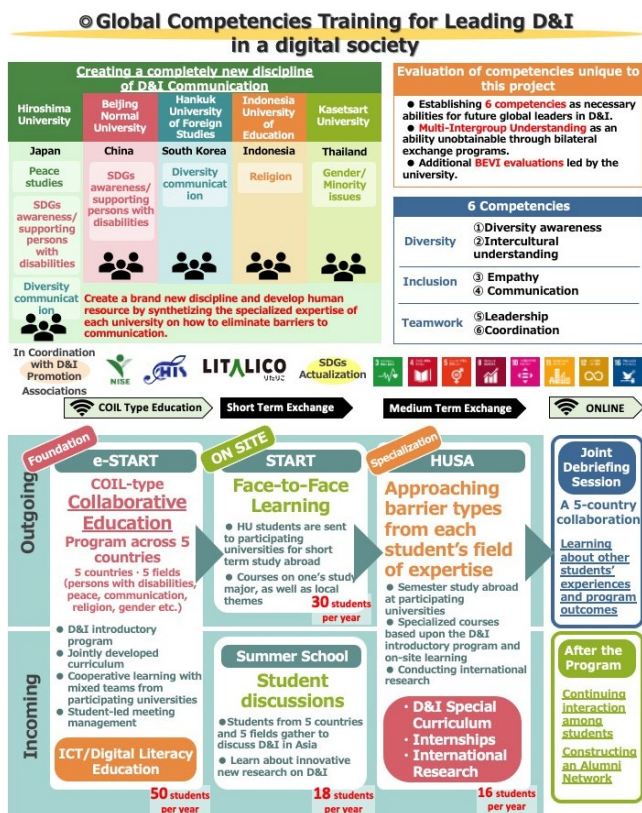 ◎Global Competencies Training for Leading D&I
in a digital society
Creating a completely new discipline
of D&I Communication
Hiroshima
University
Beijing
Normal
University
Hankuk
University
of Foreign
Studies
Indonesia
University
of
Education
Kasetsart
University
Japan
China
South Korea
Indonesia
Thailand
Peace
studies
SDGs
awareness/
supporting
persons
with
disabilities
Diversity
communicat
ion
SDGs
awareness/
supporting
persons with
disabilities
Diversity
communicat
ion
Religion
Gender/
Minority
issues
Create a brand new discipline and develop human
resource by synthetizing the specialized expertise of
each university on how to eliminate barriers to
communication.
Evaluation of competencies unique to
this project
● Establishing 6 competencies as necessary
abilities for future global leaders in D&I.
● Multi-Intergroup Understanding as an
ability unobtainable through bilateral
exchange programs.
● Additional BEVI evaluations led by the
university.
6 Competencies
Diversity
①Diversity awareness
②Intercultural
understanding
Inclusion
③ Empathy
④ Communication
Teamwork
⑤Leadership
⑥Coordination
In Coordination
with D&I
Promotion
Associations
NISE
LITALICO
りたりこ
SDGs
Actualization
3
4
5
8
10
11
12
16
COIL Type Education
Short Term Exchange
Medium Term Exchange
ONLINE
Outgoing
Incoming
Foundation
e-START
COIL-type
Collaborative
Education
Program across 5
countries
5 countries · 5 fields
(persons with disabilities,
peace, communication,
religion, gender etc.)
● D&I introductory
program
● Jointly developed
curriculum
● Cooperative learning with
mixed teams from
participating universities
● Student-led meeting
management
ICT/Digital Literacy
Education
50 students
per year
ON SITE
START
Face-to-Face
Learning
● HU students are sent
to participating
universities for short
term study abroad
● Courses on one's study
major, as well as local
themes
30 students
per year
Summer School
Student
discussions
●Students from 5 countries
and 5 fields gather to
discuss D&I in Asia
● Learn about innovative
new research on D&I
18 students
per year
Specialization
HUSA
Approaching
barrier types
from each
student's field
of expertise
● Semester study abroad
at participating
universities
● Specialized courses
based upon the D&I
introductory program and
on-site learning
● Conducting international
research
· D&I Special
Curriculum
· Internships
· International
Research
16 students
per year
Joint
Debriefing
Session
A 5-country
collaboration
Learning
about other
students'
experiences
and program
outcomes
After the
Program
Continuing
interaction
among
students
Constructing
an Alumni
Network